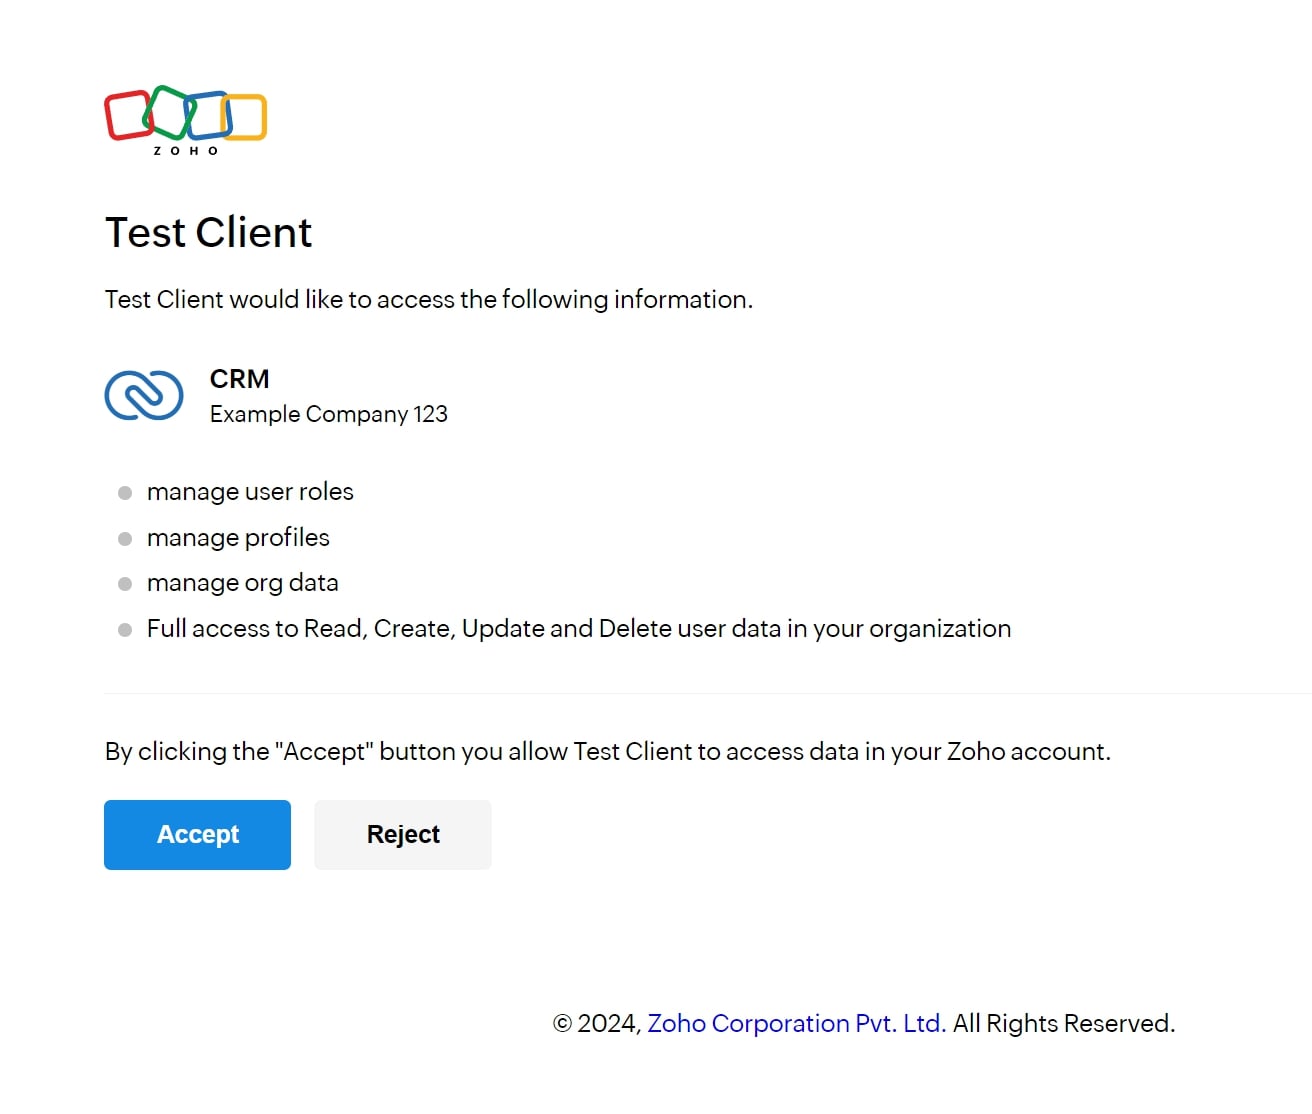 ZOHO
Test Client
Test Client would like to access the following information.
CRM
Example Company 123
manage user roles
manage profiles
manage org data
Full access to Read, Create, Update and Delete user data in your organization
By clicking the "Accept" button you allow Test Client to access data in your Zoho account.
Accept Reject
© 2024, Zoho Corporation Pvt. Ltd. All Rights Reserved.